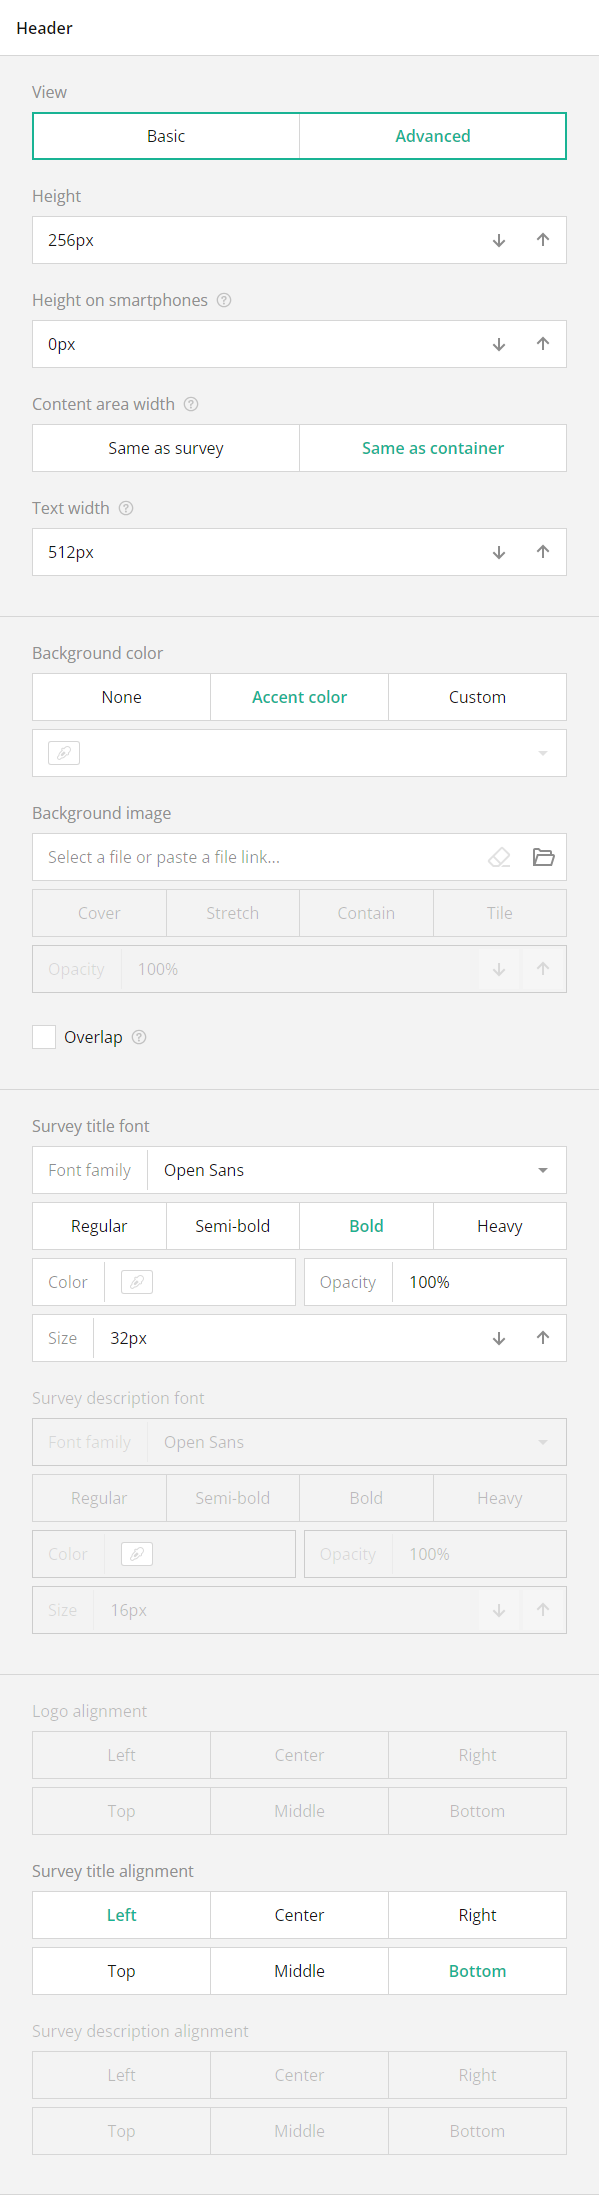 Header
View
Basic Advanced
Height
256px
Height on smartphones
0px
Content area width
Same as survey Same as container
Text width
512px
Background color
None Accent color Custom
Background image
Select a file or paste a file link...
Cover Stretch Contain Tile
Opacity 100%
Overlap
Survey title font
Font family Open Sans
Regular Semi-bold Bold Heavy
Color Opacity 100%
Size 32px
Survey description font
Font family Open Sans
Regular Semi-bold Bold Heavy
Color Opacity 100%
Size 16px
Logo alignment
Left Center Right
Top Middle Bottom
Survey title alignment
Left Center Right
Top Middle Bottom
Survey description alignment
Left Center Right
Top Middle Bottom